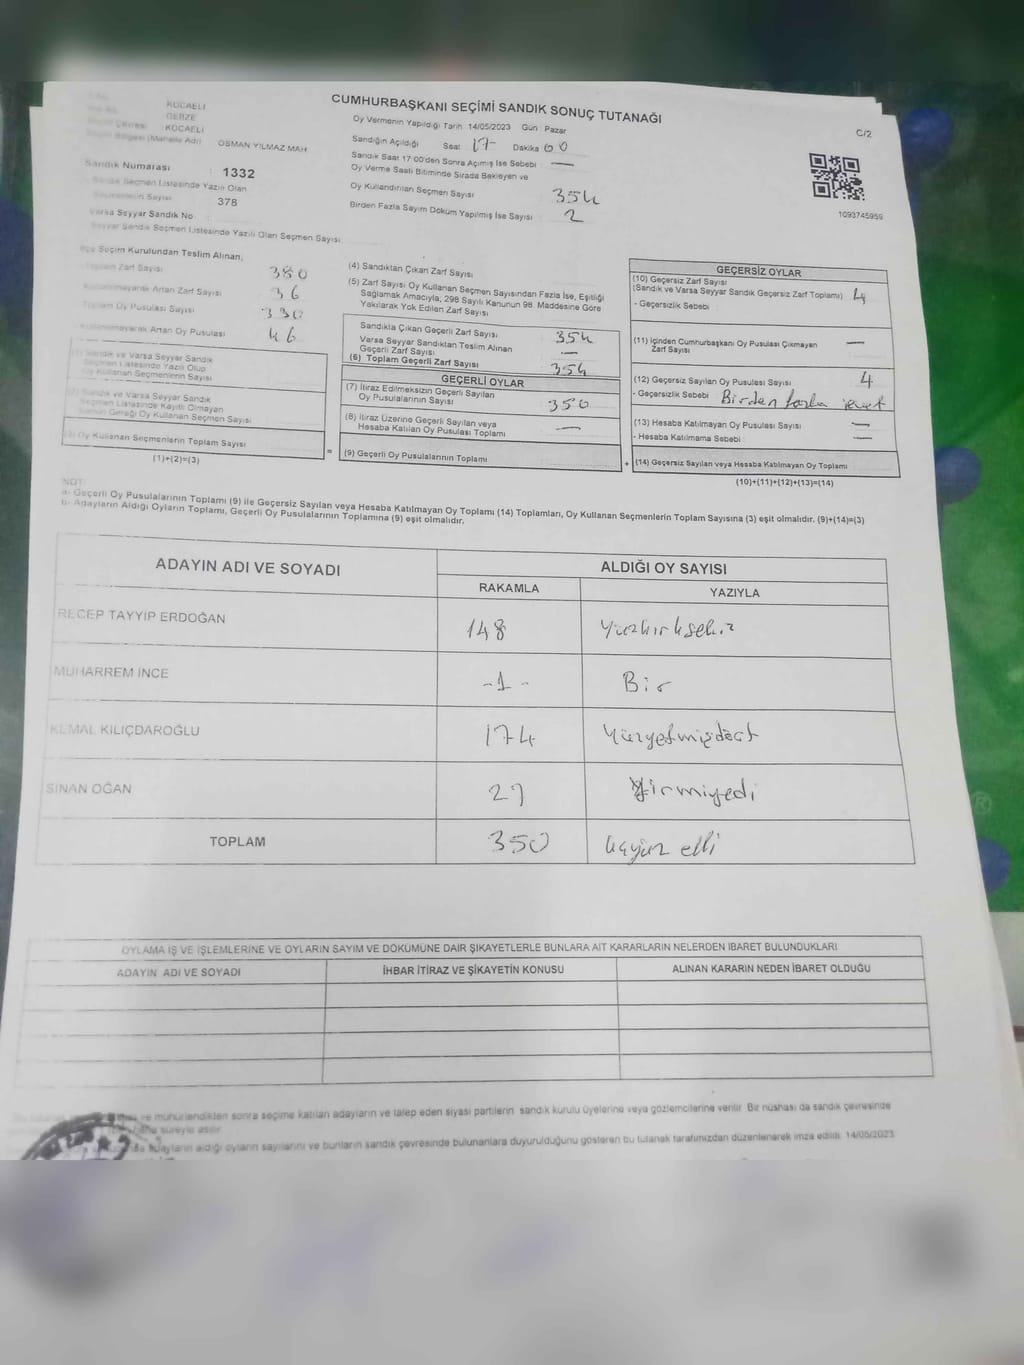 CUMHURBAŞKANI SEÇİMİ SANDIK SONUÇ TUTANAĞI
C/2
KOCAELİ
GEBZE
KOCAELİ
Seçim Bölgesi (Mahalle Adı) OSMAN YILMAZ MAH
Sandık Numarası : 1332
Sandık Seçmen Listesinde Yazılı Olan
Seçmenlerin Sayısı 378
Varsa Seyyar Sandık No
Seyyar Sandık Seçmen Listesinde Yazılı Olan Seçmen Sayısı
Oy Vermenin Yapıldığı Tarih 14/05/2023 Gün Pazar
Sandığın Açıldığı Saat 17 Dakika 00
Sandık Saat 17:00'den Sonra Açmış İse Sebebi : —
Oy Verme Saati Bitiminde Sırada Bekleyen ve
Oy Kullandırılan Seçmen Sayısı 354
Birden Fazla Sayım Döküm Yapılmış İse Sayısı 2
1093745959
İlçe Seçim Kurulundan Teslim Alınan,
Toplam Zarf Sayısı 380
Kullanılmayarak Artan Zarf Sayısı 36
Toplam Oy Pusulası Sayısı
Kullanılmayarak Artan Oy Pusulası 46
(1) Sandık ve Varsa Seyyar Sandık
Seçmen Listesinde Yazılı Olup
Oy Kullanan Seçmenlerin Sayısı
(2) Sandık ve Varsa Seyyar Sandık
Seçmen Listesinde Kayıtlı Olmayan
Kanun Gereği Oy Kullanan Seçmen Sayısı
(3) Oy Kullanan Seçmenlerin Toplam Sayısı
(1)+(2)=(3)
(4) Sandıktan Çıkan Zarf Sayısı
(5) Zarf Sayısı Oy Kullanan Seçmen Sayısından Fazla İse, Eşitliği
Sağlamak Amacıyla, 298 Sayılı Kanunun 98. Maddesine Göre
Yakılarak Yok Edilen Zarf Sayısı
Sandıkta Çıkan Geçerli Zarf Sayısı 354
Varsa Seyyar Sandıktan Teslim Alınan
Geçerli Zarf Sayısı —
(6) Toplam Geçerli Zarf Sayısı 354
GEÇERLİ OYLAR
(7) İtiraz Edilmeksizin Geçerli Sayılan
Oy Pusulalarının Sayısı 350
(8) İtiraz Üzerine Geçerli Sayılan veya
Hesaba Katılan Oy Pusulası Toplamı —
= (9) Geçerli Oy Pusulalarının Toplamı
GEÇERSİZ OYLAR
(10) Geçersiz Zarf Sayısı
(Sandık ve Varsa Seyyar Sandık Geçersiz Zarf Toplamı) 4
- Geçersizlik Sebebi
(11) İçinden Cumhurbaşkanı Oy Pusulası Çıkmayan
Zarf Sayısı —
(12) Geçersiz Sayılan Oy Pusulası Sayısı 4
- Geçersizlik Sebebi Birden fazla
(13) Hesaba Katılmayan Oy Pusulası Sayısı —
- Hesaba Katılmama Sebebi : —
+ (14) Geçersiz Sayılan veya Hesaba Katılmayan Oy Toplamı
(10)+(11)+(12)+(13)=(14)
NOT:
a- Geçerli Oy Pusulalarının Toplamı (9) ile Geçersiz Sayılan veya Hesaba Katılmayan Oy Toplamı (14) Toplamları, Oy Kullanan Seçmenlerin Toplam Sayısına (3) eşit olmalıdır. (9)+(14)=(3)
b- Adayların Aldığı Oyların Toplamı, Geçerli Oy Pusulalarının Toplamına (9) eşit olmalıdır.
ADAYIN ADI VE SOYADI ALDIĞI OY SAYISI
RAKAMLA YAZIYLA
RECEP TAYYİP ERDOĞAN 148 Yüzkırksekiz
MUHARREM İNCE -1- Bir
KEMAL KILIÇDAROĞLU 174 Yüzyetmişdört
SİNAN OĞAN 27 Yirmiyedi
TOPLAM 350 üçyüz elli
OYLAMA İŞ VE İŞLEMLERİNE VE OYLARIN SAYIM VE DÖKÜMÜNE DAİR ŞİKAYETLERLE BUNLARA AİT KARARLARIN NELERDEN İBARET BULUNDUKLARI
ADAYIN ADI VE SOYADI İHBAR İTİRAZ VE ŞİKAYETİN KONUSU ALINAN KARARIN NEDEN İBARET OLDUĞU
ve mühürlendikten sonra seçime katılan adayların ve talep eden siyasi partilerin sandık kurulu üyelerine veya gözlemcilerine verilir. Bir nüshası da sandık çevresinde
süreyle asılır.
adayların aldığı oyların sayılarını ve bunların sandık çevresinde bulunanlara duyurulduğunu gösteren bu tutanak tarafımızdan düzenlenerek imza edildi. 14/05/2023